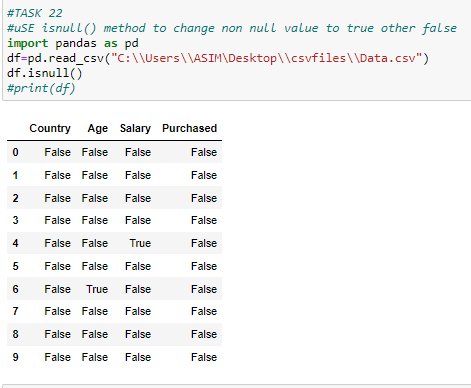 #TASK 22
#uSE isnull() method to change non null value to true other false
import pandas as pd
df=pd.read_csv("C:\\Users\\ASIM\Desktop\\csvfiles\\Data.csv")
df.isnull()
#print(df)
Country Age Salary Purchased
0 False False False False
1 False False False False
2 False False False False
3 False False False False
4 False False True False
5 False False False False
6 False True False False
7 False False False False
8 False False False False
9 False False False False